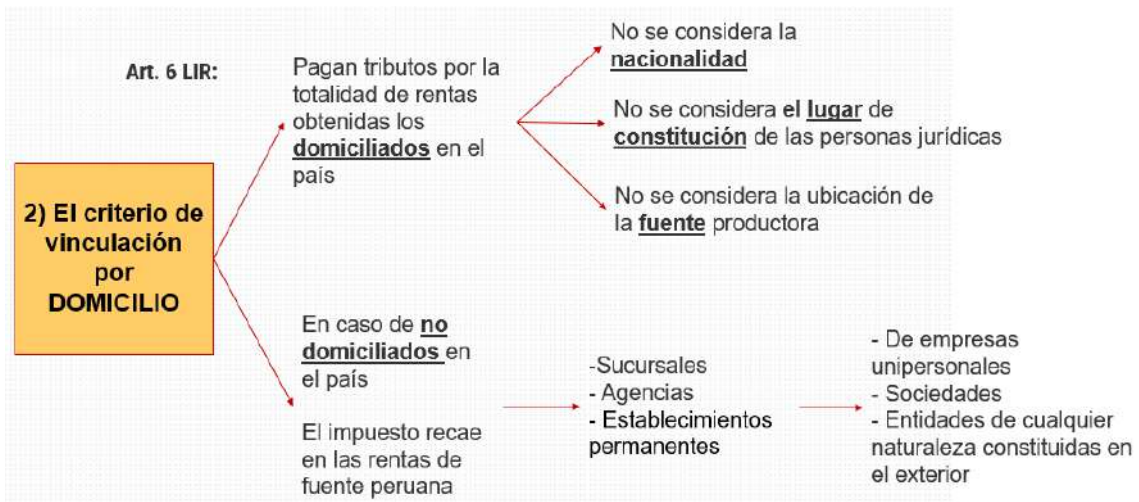 Art. 6 LIR:
Pagan tributos por la
totalidad de rentas
obtenidas los
domiciliados en el
país
No se considera la
nacionalidad
No se considera el lugar de
constitución de las personas jurídicas
No se considera la ubicación de
la fuente productora
2) El criterio de
vinculación
por
DOMICILIO
En caso de no
domiciliados en
el país
El impuesto recae
en las rentas de
fuente peruana
-Sucursales
- Agencias
- Establecimientos
permanentes
- De empresas
unipersonales
- Sociedades
- Entidades de cualquier
naturaleza constituidas en
el exterior